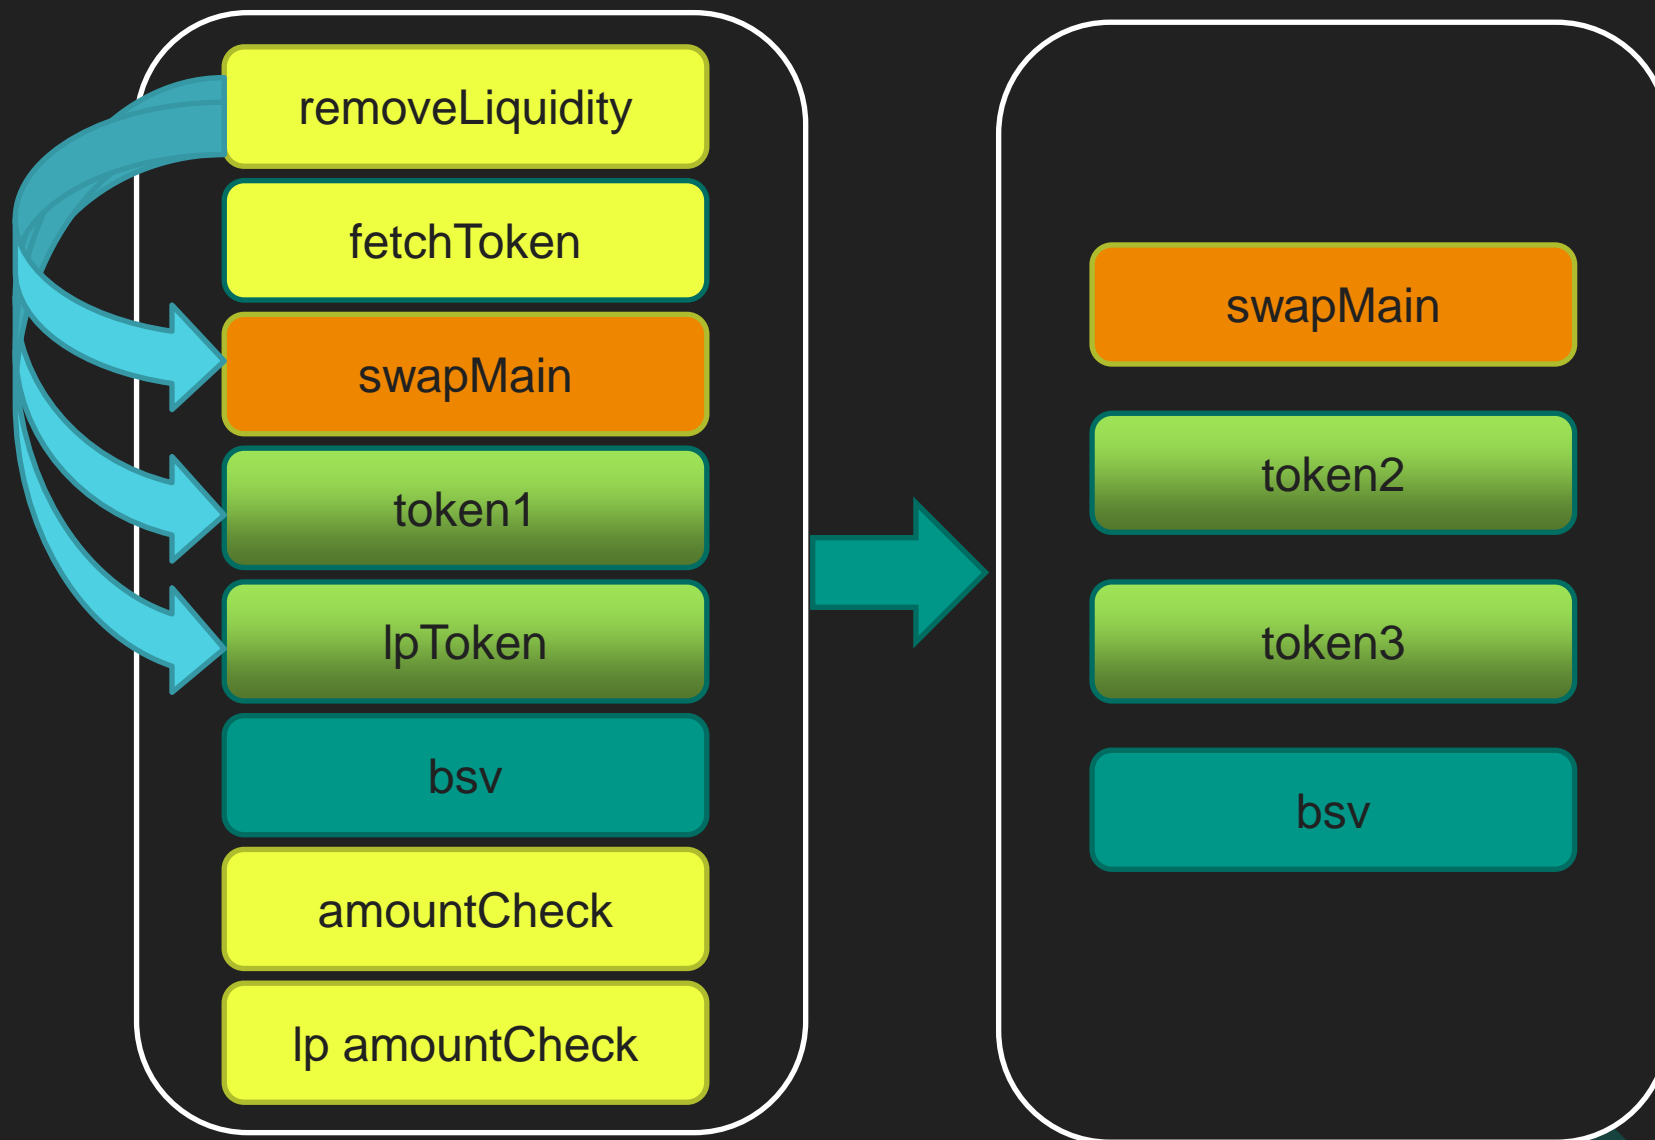 removeLiquidity
fetchToken
swapMain
token1
lpToken
bsv
amountCheck
lp amountCheck
swapMain
token2
token3
bsv